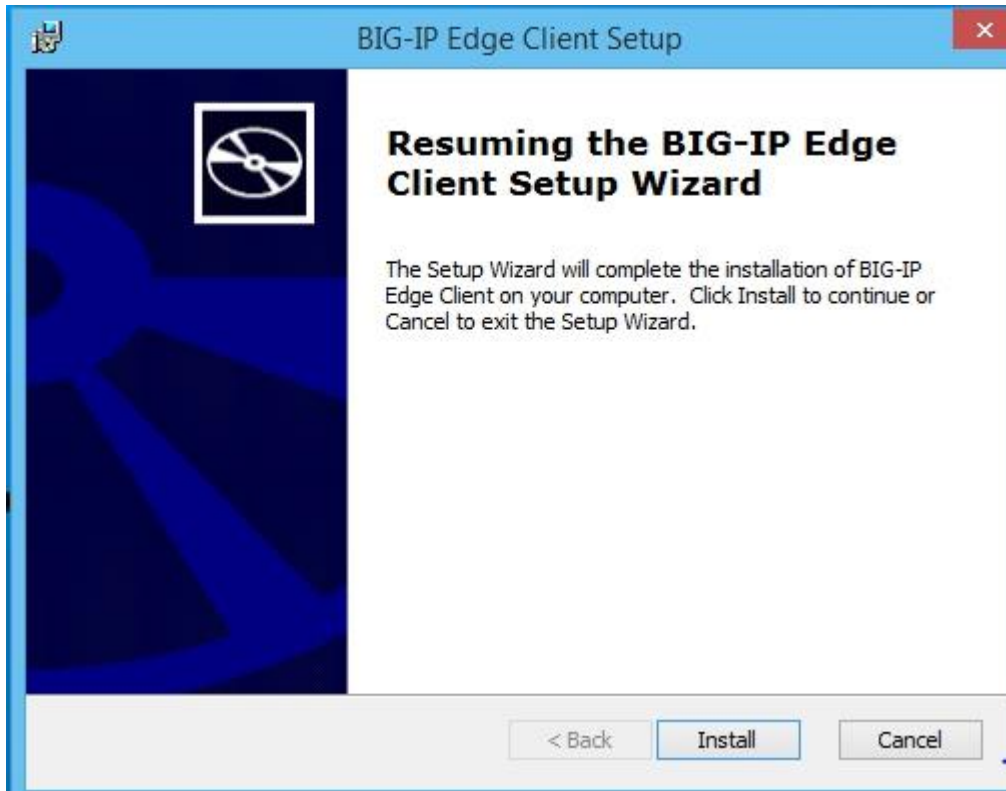 BIG-IP Edge Client Setup
Resuming the BIG-IP Edge
Client Setup Wizard
The Setup Wizard will complete the installation of BIG-IP
Edge Client on your computer.  Click Install to continue or
Cancel to exit the Setup Wizard.
< Back
Install
Cancel